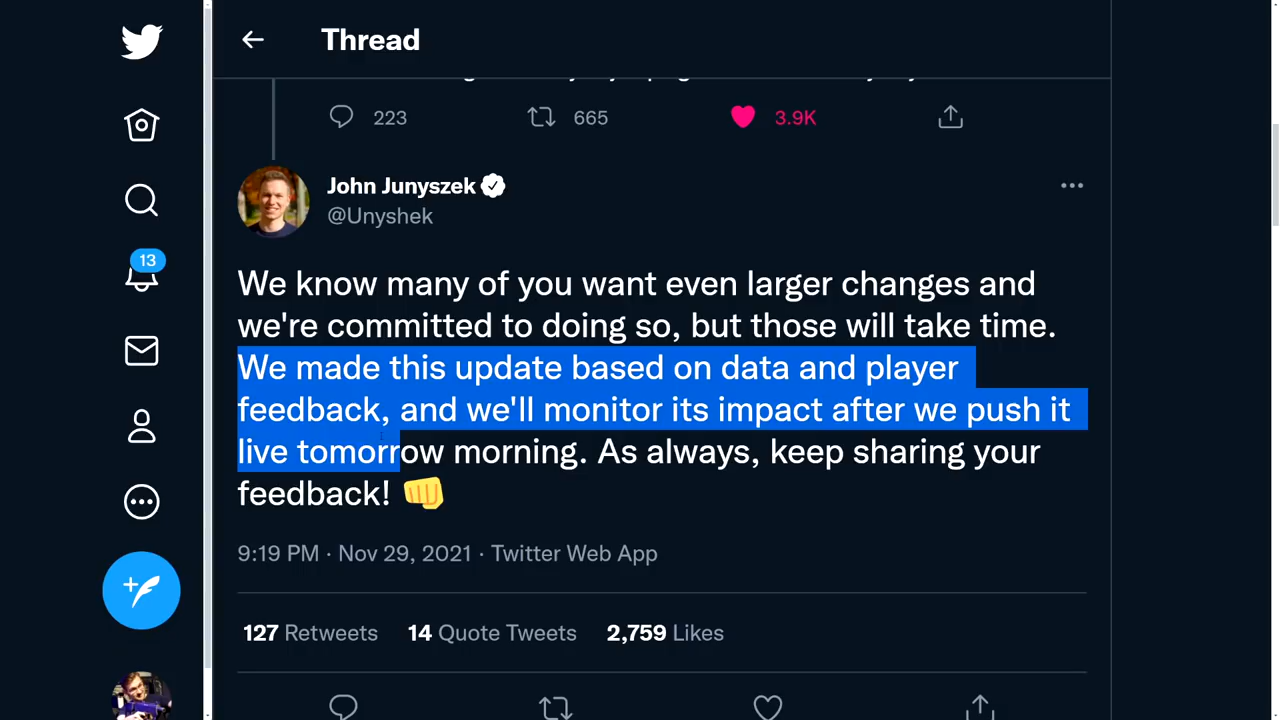 Thread
223 665 3.9K
John Junyszek
@Unyshek
13
We know many of you want even larger changes and
we're committed to doing so, but those will take time.
We made this update based on data and player
feedback, and we'll monitor its impact after we push it
live tomorrow morning. As always, keep sharing your
feedback! 👊
9:19 PM · Nov 29, 2021 · Twitter Web App
127 Retweets 14 Quote Tweets 2,759 Likes